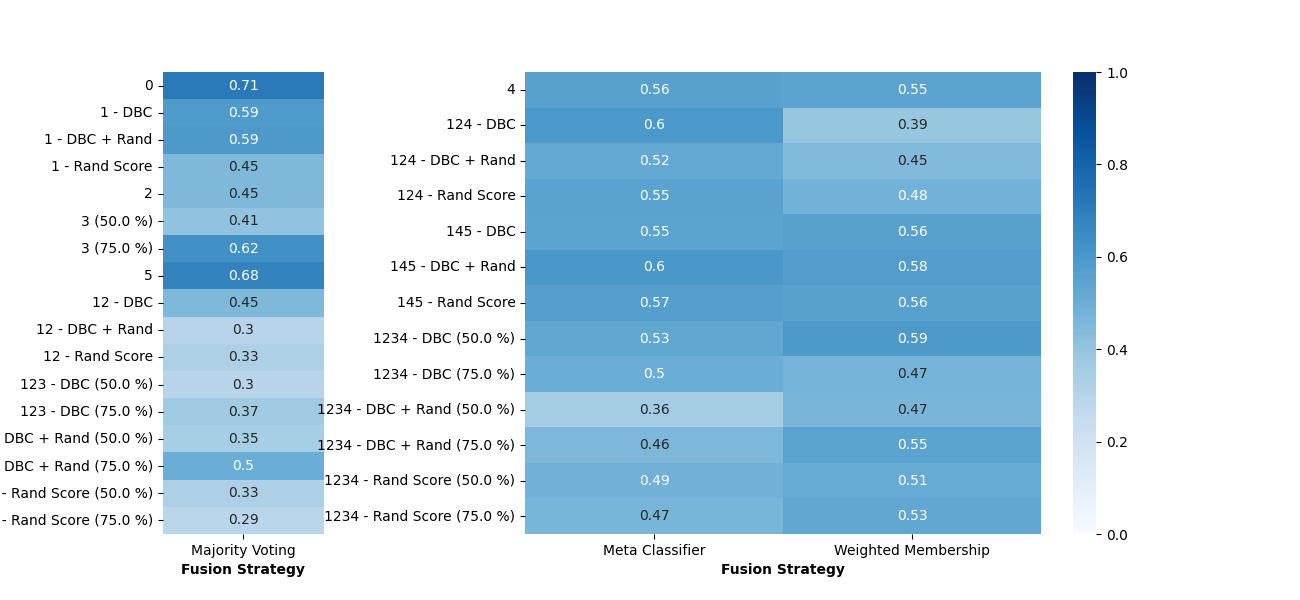 0 0.71
1 - DBC 0.59
1 - DBC + Rand 0.59
1 - Rand Score 0.45
2 0.45
3 (50.0 %) 0.41
3 (75.0 %) 0.62
5 0.68
12 - DBC 0.45
12 - DBC + Rand 0.3
12 - Rand Score 0.33
123 - DBC (50.0 %) 0.3
123 - DBC (75.0 %) 0.37
DBC + Rand (50.0 %) 0.35
DBC + Rand (75.0 %) 0.5
- Rand Score (50.0 %) 0.33
- Rand Score (75.0 %) 0.29
Majority Voting
Fusion Strategy
4 0.56 0.55
124 - DBC 0.6 0.39
124 - DBC + Rand 0.52 0.45
124 - Rand Score 0.55 0.48
145 - DBC 0.55 0.56
145 - DBC + Rand 0.6 0.58
145 - Rand Score 0.57 0.56
1234 - DBC (50.0 %) 0.53 0.59
1234 - DBC (75.0 %) 0.5 0.47
1234 - DBC + Rand (50.0 %) 0.36 0.47
1234 - DBC + Rand (75.0 %) 0.46 0.55
1234 - Rand Score (50.0 %) 0.49 0.51
1234 - Rand Score (75.0 %) 0.47 0.53
Meta Classifier Weighted Membership
Fusion Strategy
1.0
0.8
0.6
0.4
0.2
0.0